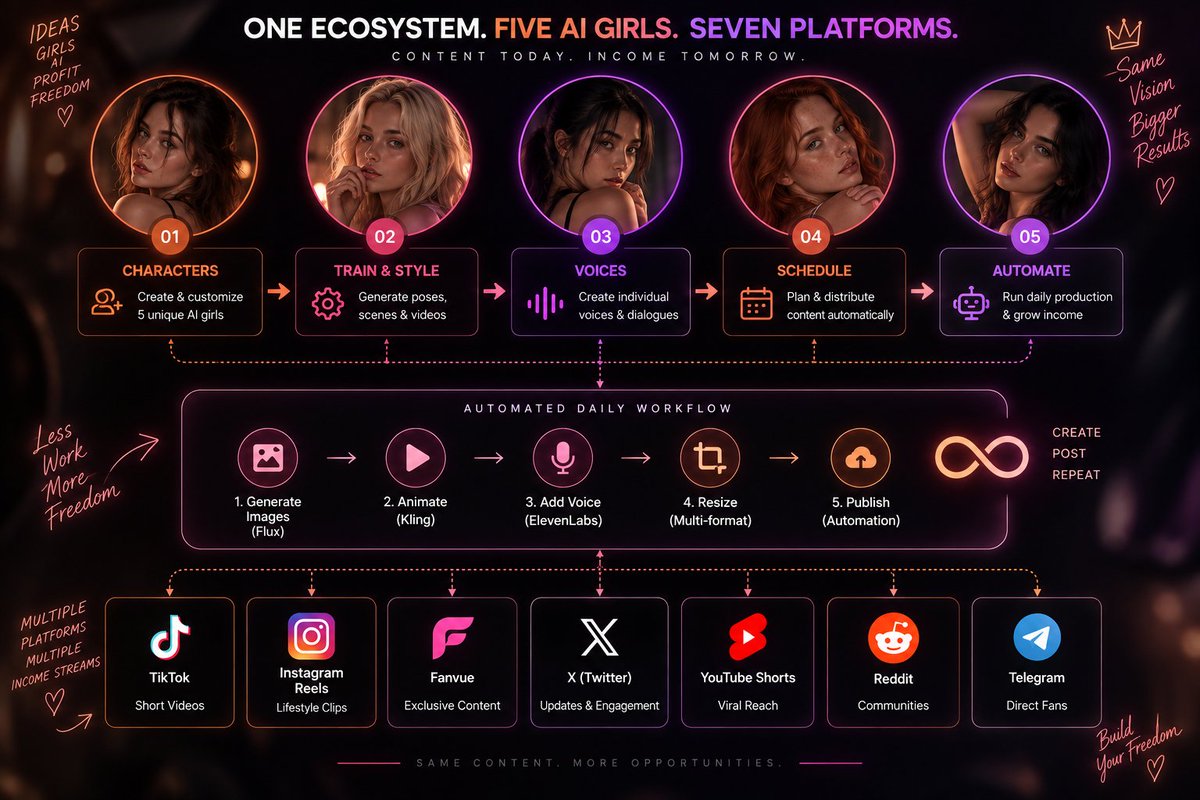 ONE ECOSYSTEM. FIVE AI GIRLS. SEVEN PLATFORMS.
CONTENT TODAY. INCOME TOMORROW.
IDEAS
GIRLS
AI
PROFIT
FREEDOM
Same
Vision
Bigger
Results
01
CHARACTERS
Create & customize
5 unique AI girls
02
TRAIN & STYLE
Generate poses,
scenes & videos
03
VOICES
Create individual
voices & dialogues
04
SCHEDULE
Plan & distribute
content automatically
05
AUTOMATE
Run daily production
& grow income
Less
Work
More
Freedom
AUTOMATED DAILY WORKFLOW
1. Generate
Images
(Flux)
2. Animate
(Kling)
3. Add Voice
(ElevenLabs)
4. Resize
(Multi-format)
5. Publish
(Automation)
CREATE
POST
REPEAT
MULTIPLE
PLATFORMS
MULTIPLE
INCOME STREAMS
TikTok
Short Videos
Instagram
Reels
Lifestyle Clips
Fanvue
Exclusive Content
X (Twitter)
Updates & Engagement
YouTube Shorts
Viral Reach
Reddit
Communities
Telegram
Direct Fans
Build
Your Freedom
SAME CONTENT. MORE OPPORTUNITIES.